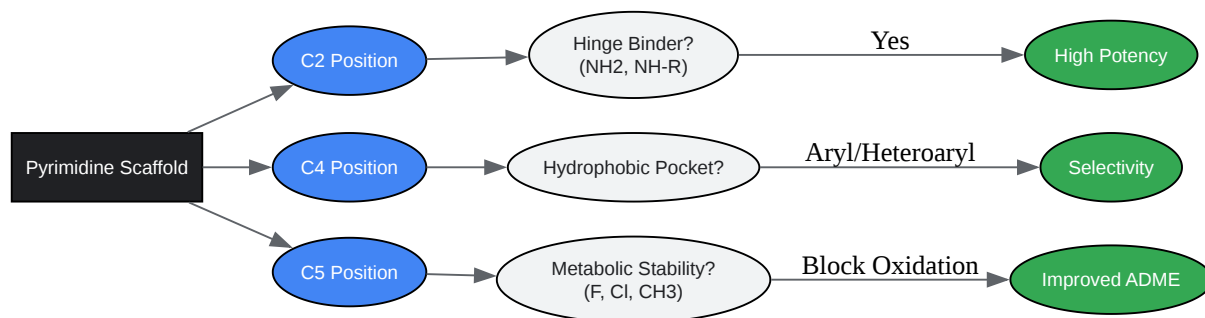 Pyrimidine Scaffold
C2 Position
Hinge Binder?
(NH2, NH-R)
Yes
High Potency
C4 Position
Hydrophobic Pocket?
Aryl/Heteroaryl
Selectivity
C5 Position
Metabolic Stability?
(F, Cl, CH3)
Block Oxidation
Improved ADME